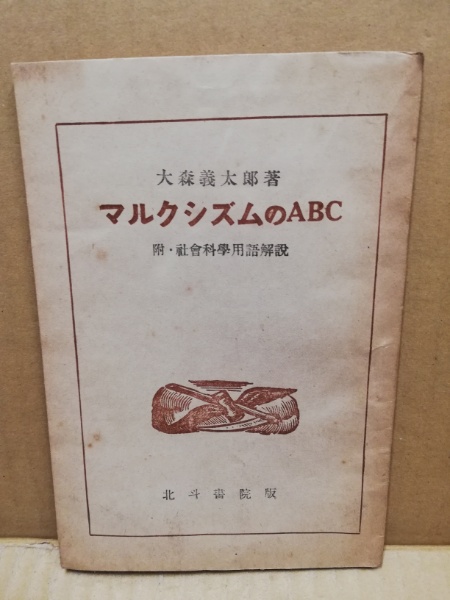 大森義太郎著
マルクシズムのABC
附・社會科學用語解說
北斗書院版